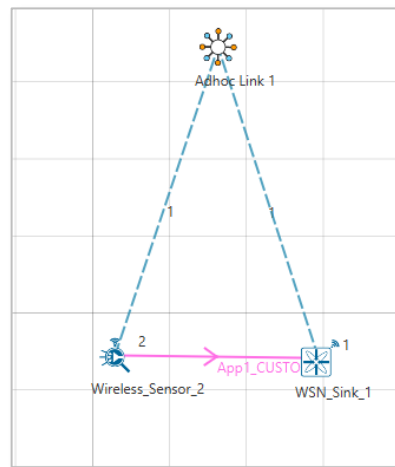 Adhoc Link 1
1
1
2
1
App1_CUSTO
Wireless_Sensor_2
WSN_Sink_1